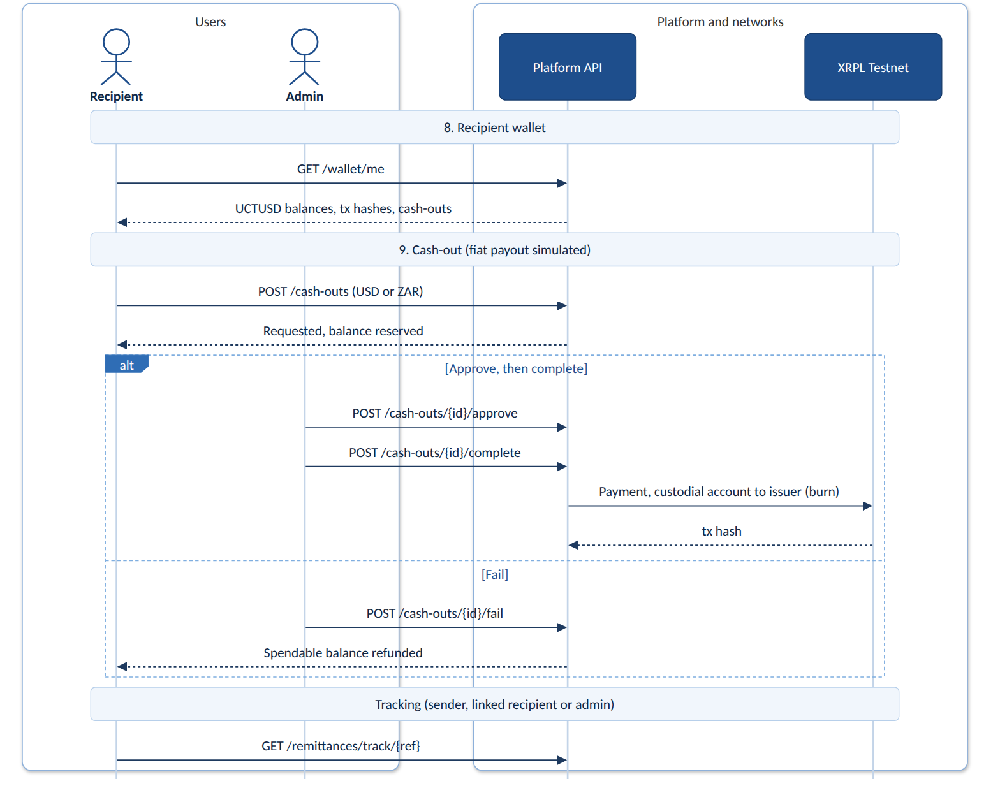 Users
Platform and networks
Recipient
Admin
Platform API
XRPL Testnet
8. Recipient wallet
GET /wallet/me
UCTUSD balances, tx hashes, cash-outs
9. Cash-out (fiat payout simulated)
POST /cash-outs (USD or ZAR)
Requested, balance reserved
alt
[Approve, then complete]
POST /cash-outs/{id}/approve
POST /cash-outs/{id}/complete
Payment, custodial account to issuer (burn)
tx hash
[Fail]
POST /cash-outs/{id}/fail
Spendable balance refunded
Tracking (sender, linked recipient or admin)
GET /remittances/track/{ref}